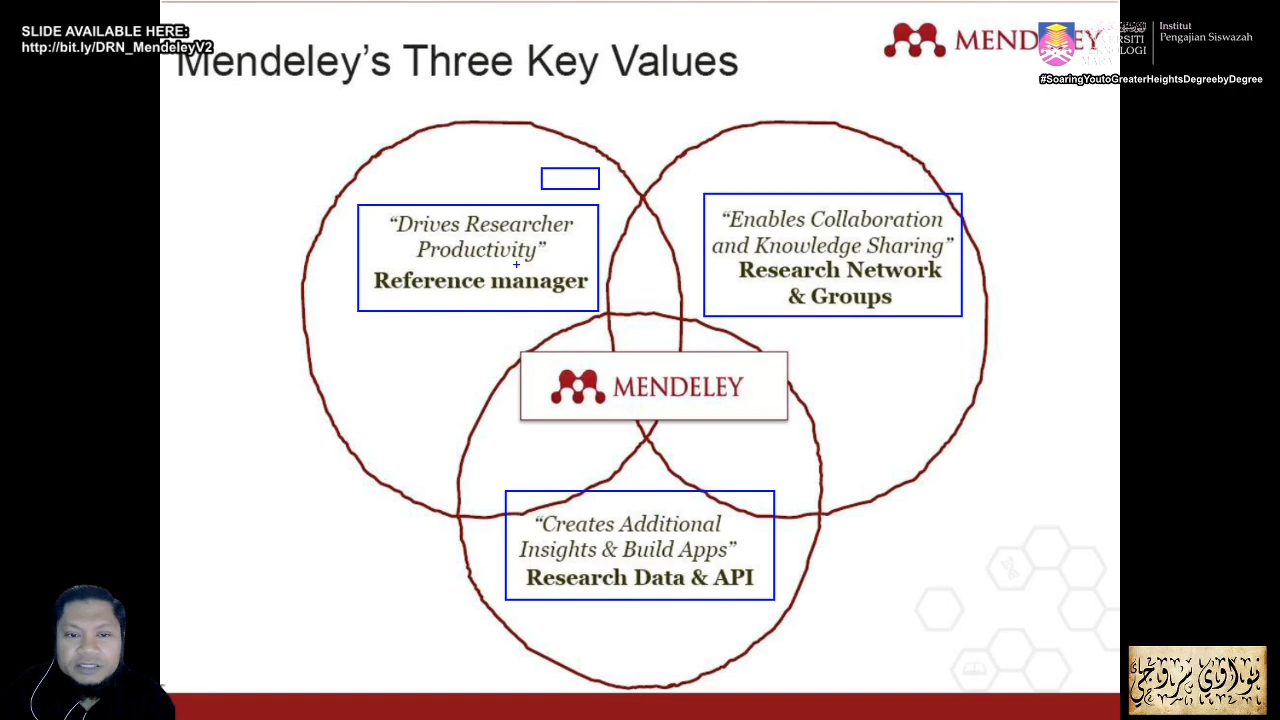 SLIDE AVAILABLE HERE:
http://bit.ly/DRN_MendeleyV2
Mendeley's Three Key Values
MENDELEY
Institut
Pengajian Siswazah
#SoaringYoutoGreaterHeightsDegreebyDegree
“Drives Researcher
Productivity”
Reference manager
“Enables Collaboration
and Knowledge Sharing”
Research Network
& Groups
MENDELEY
“Creates Additional
Insights & Build Apps”
Research Data & API